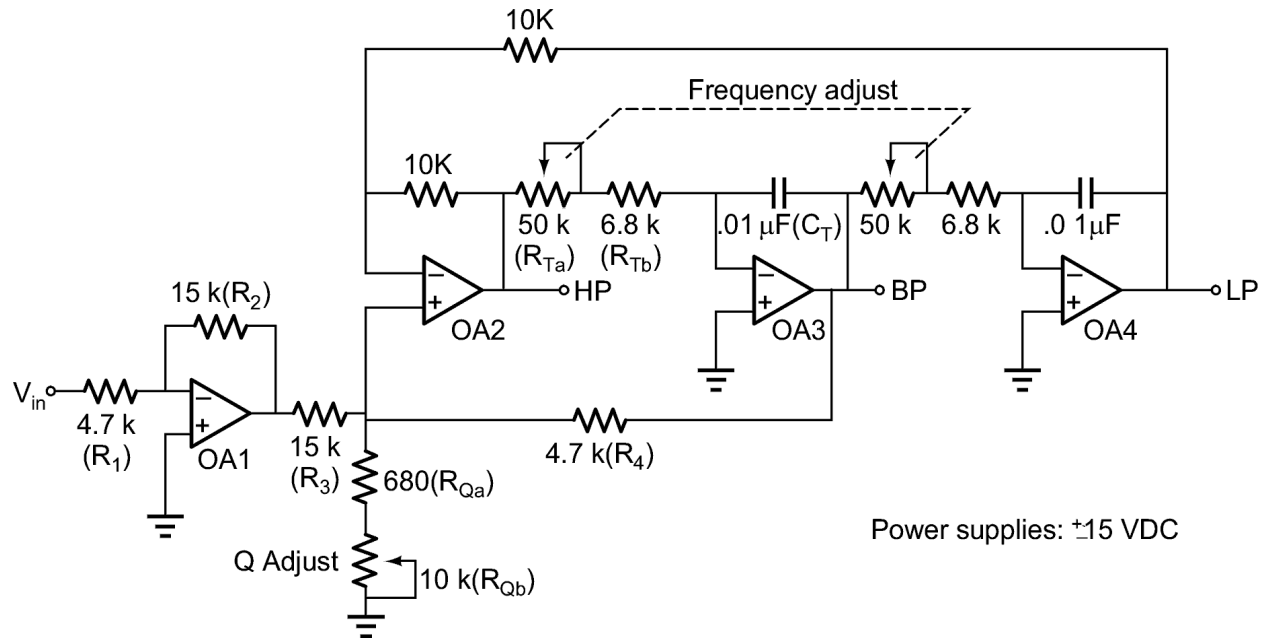 10K
Frequency adjust
10K
50 k
(R_Ta)
6.8 k
(R_Tb)
.01 μF(C_T)
50 k
6.8 k
.0 1μF
−
+
OA2
HP
−
+
OA3
BP
−
+
OA4
LP
15 k(R_2)
V_in
4.7 k
(R_1)
−
+
OA1
15 k
(R_3)
4.7 k(R_4)
680(R_Qa)
Q Adjust
10 k(R_Qb)
Power supplies: ±15 VDC